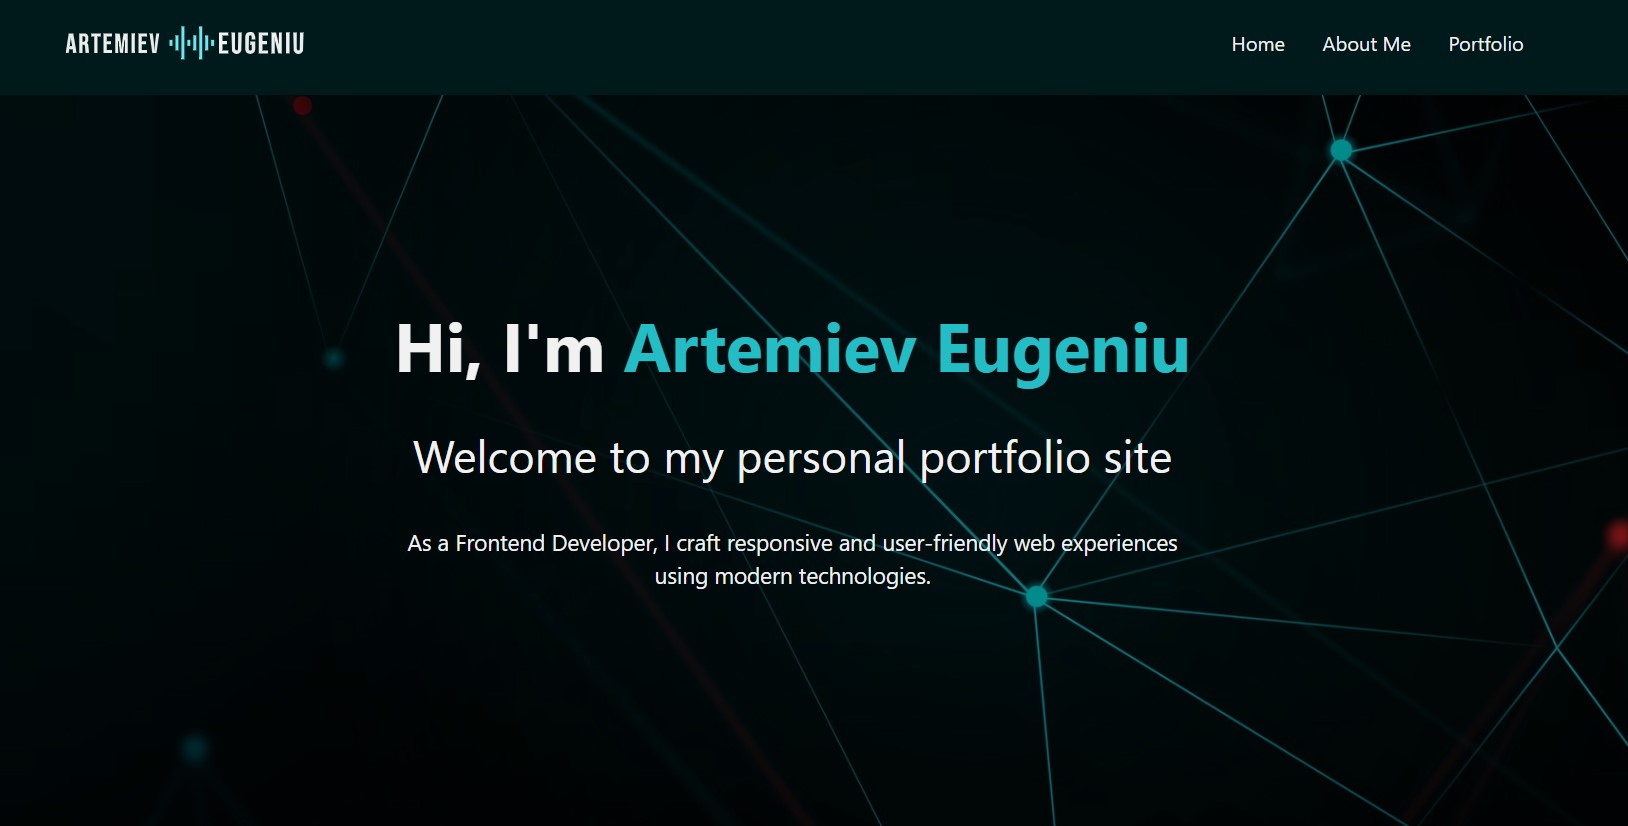 ARTEMIEV EUGENIU
Home About Me Portfolio
Hi, I'm Artemiev Eugeniu
Welcome to my personal portfolio site
As a Frontend Developer, I craft responsive and user-friendly web experiences
using modern technologies.